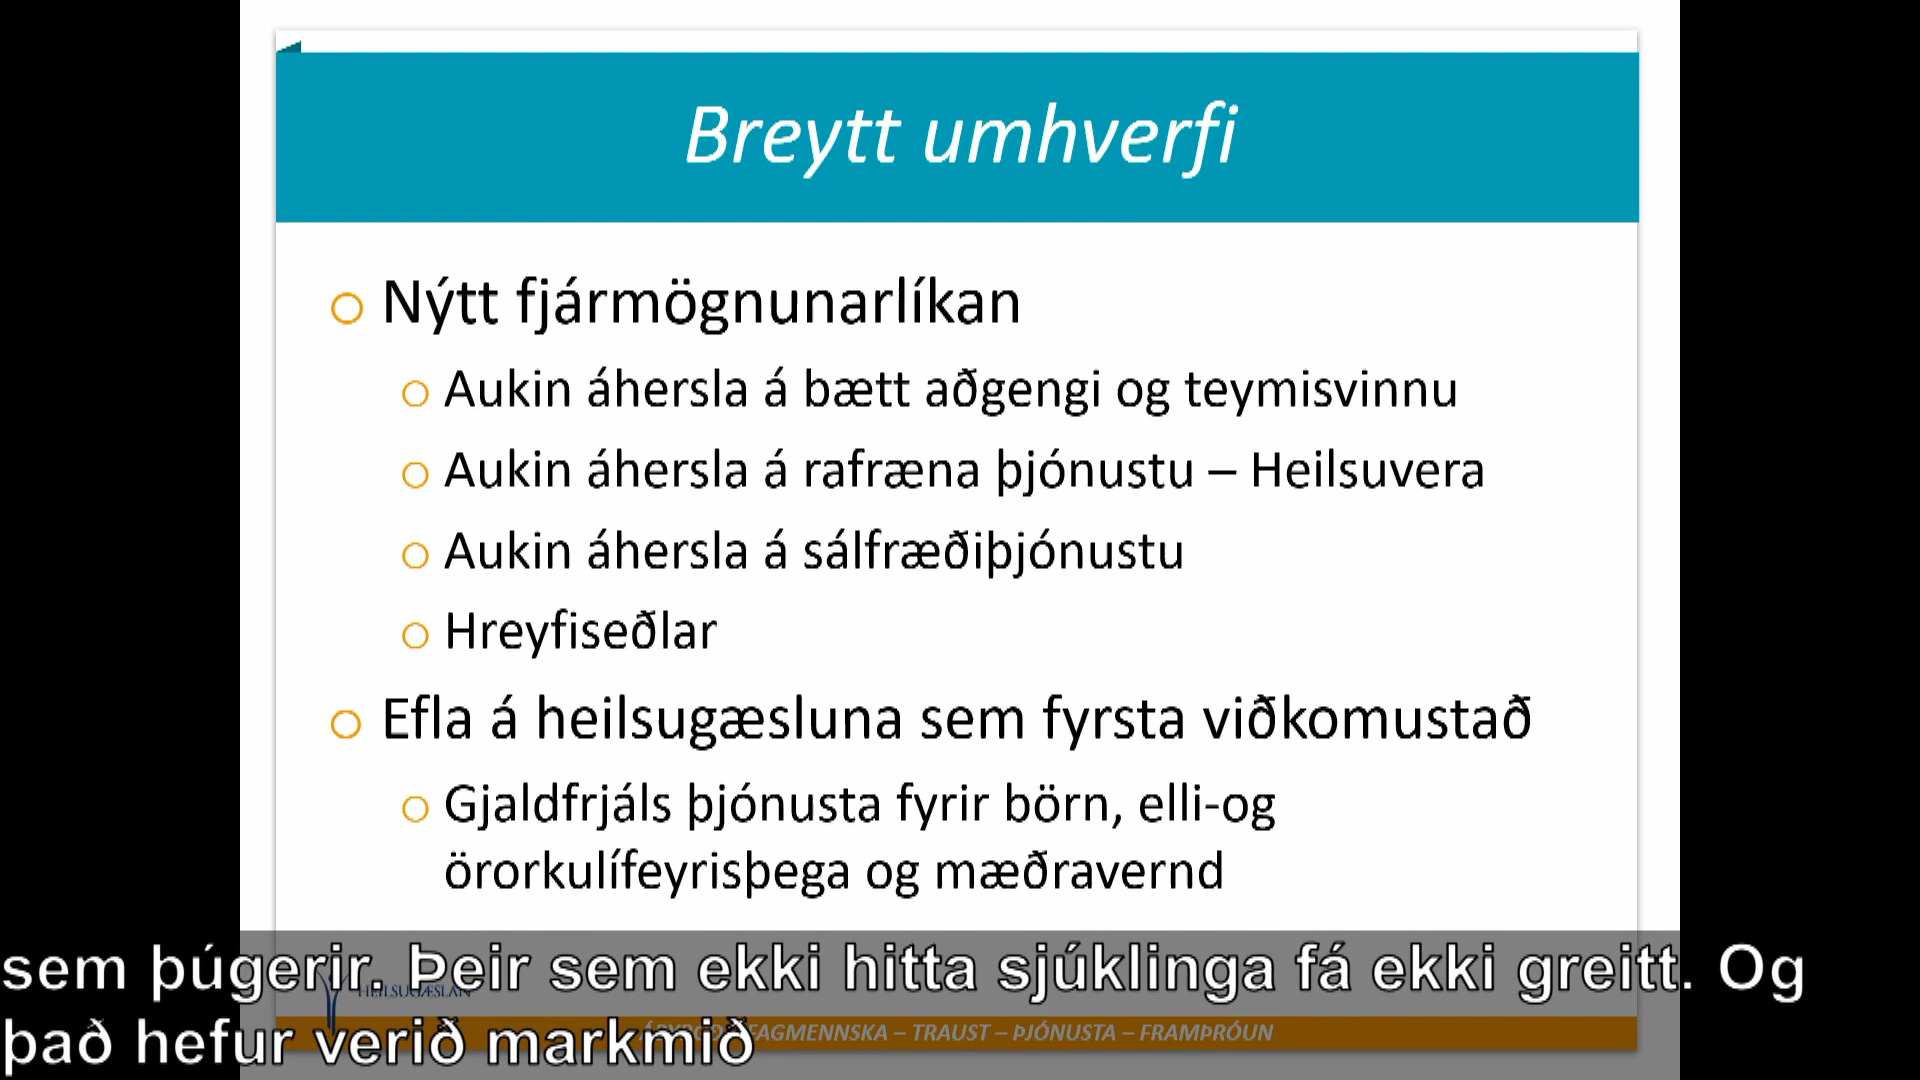 Breytt umhverfi
Nýtt fjármögnunarlíkan
Aukin áhersla á bætt aðgengi og teymisvinnu
Aukin áhersla á rafræna þjónustu – Heilsuvera
Aukin áhersla á sálfræðiþjónustu
Hreyfiseðlar
Efla á heilsugæsluna sem fyrsta viðkomustað
Gjaldfrjáls þjónusta fyrir börn, elli-og
örorkulífeyrisþega og mæðravernd
sem þúgerir. Þeir sem ekki hitta sjúklinga fá ekki greitt. Og
HEILSUGÆSLAN
það hefur verið markmið
FAGMENNSKA – TRAUST – ÞJÓNUSTA – FRAMÞRÓUN